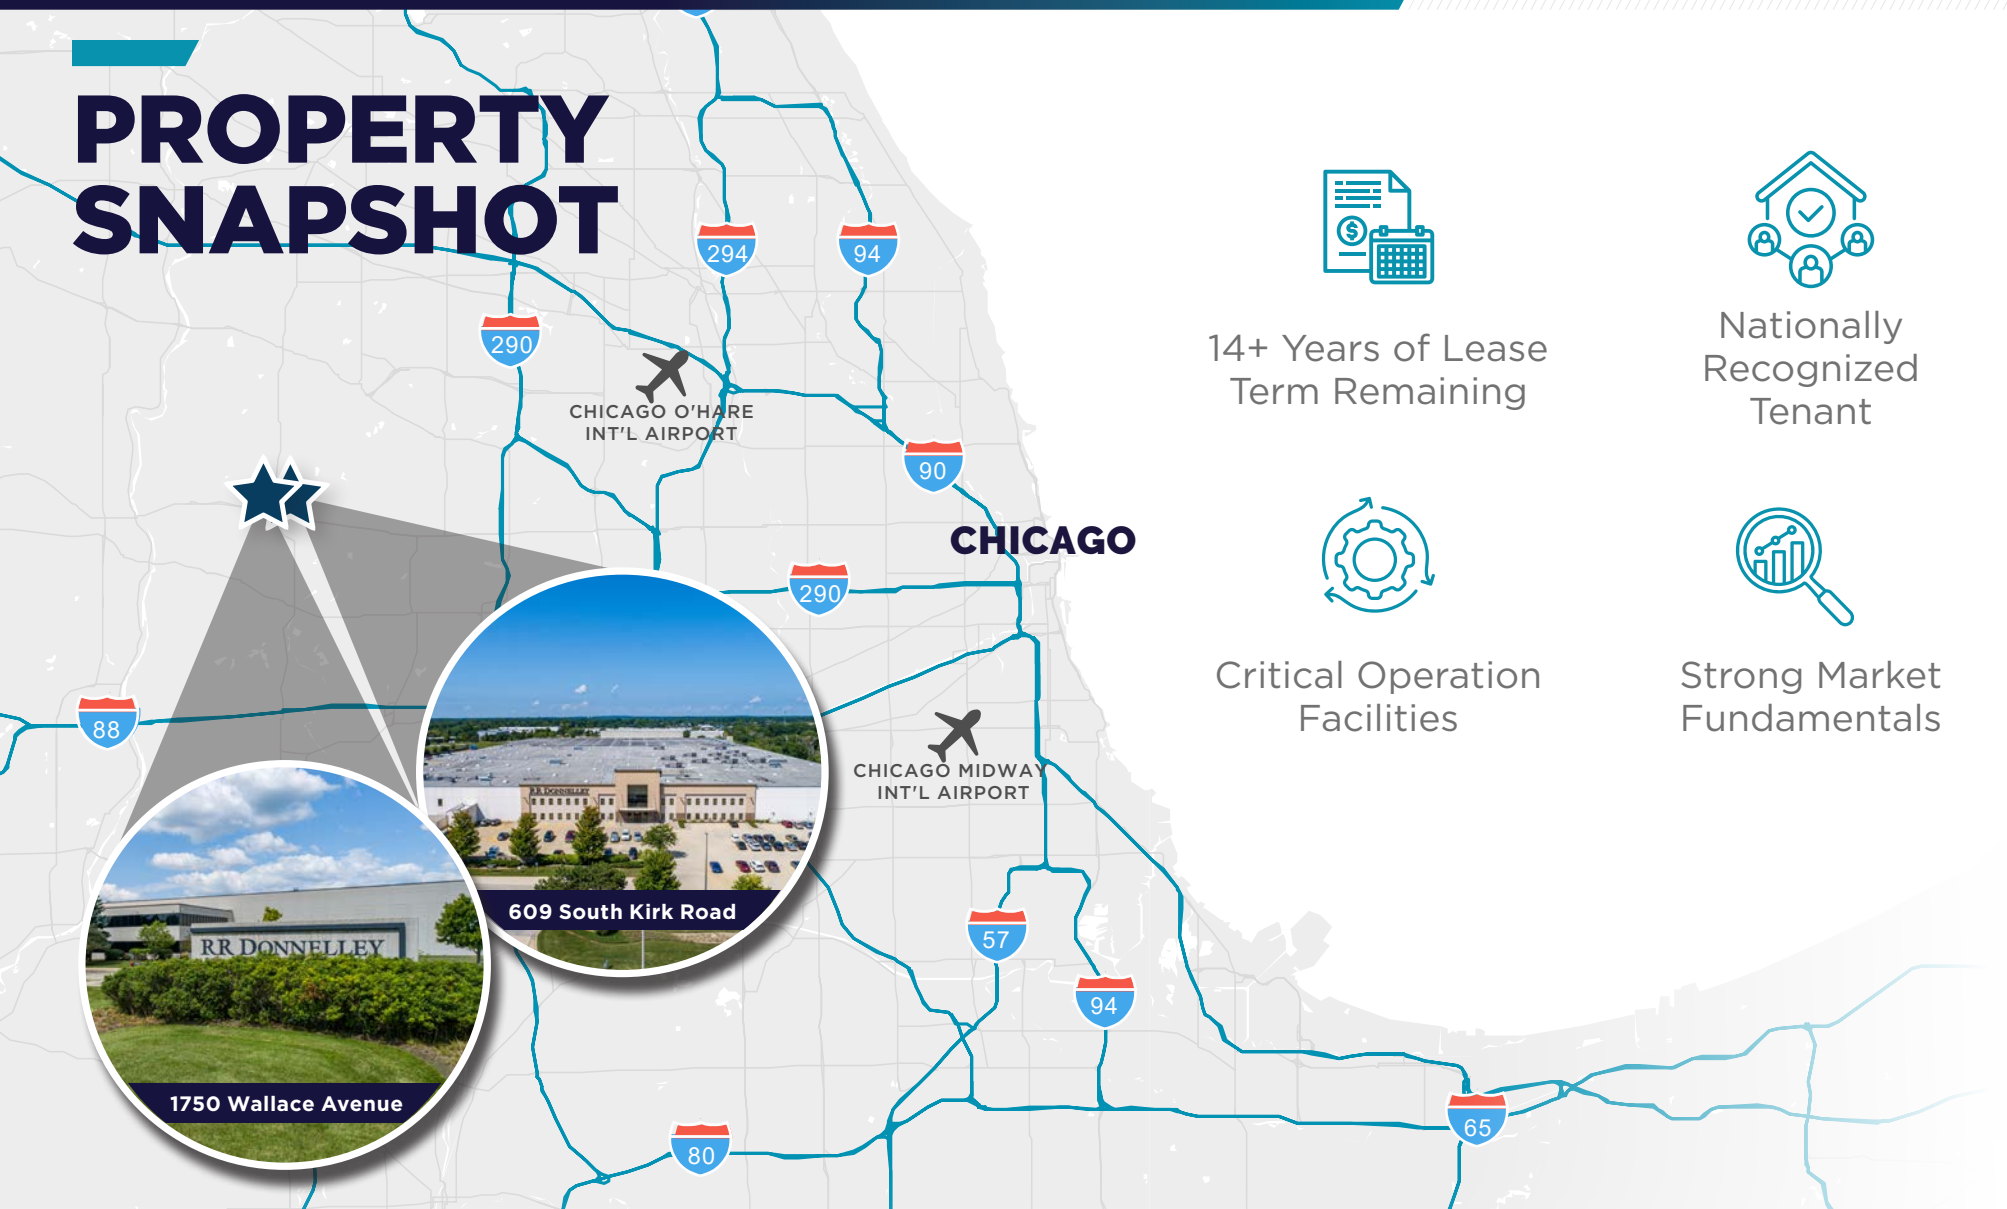 PROPERTY
SNAPSHOT
294
94
290
CHICAGO O'HARE
INT'L AIRPORT
90
CHICAGO
290
88
CHICAGO MIDWAY
INT'L AIRPORT
RR DONNELLEY
609 South Kirk Road
RR DONNELLEY
1750 Wallace Avenue
57
94
80
65
14+ Years of Lease
Term Remaining
Nationally
Recognized
Tenant
Critical Operation
Facilities
Strong Market
Fundamentals